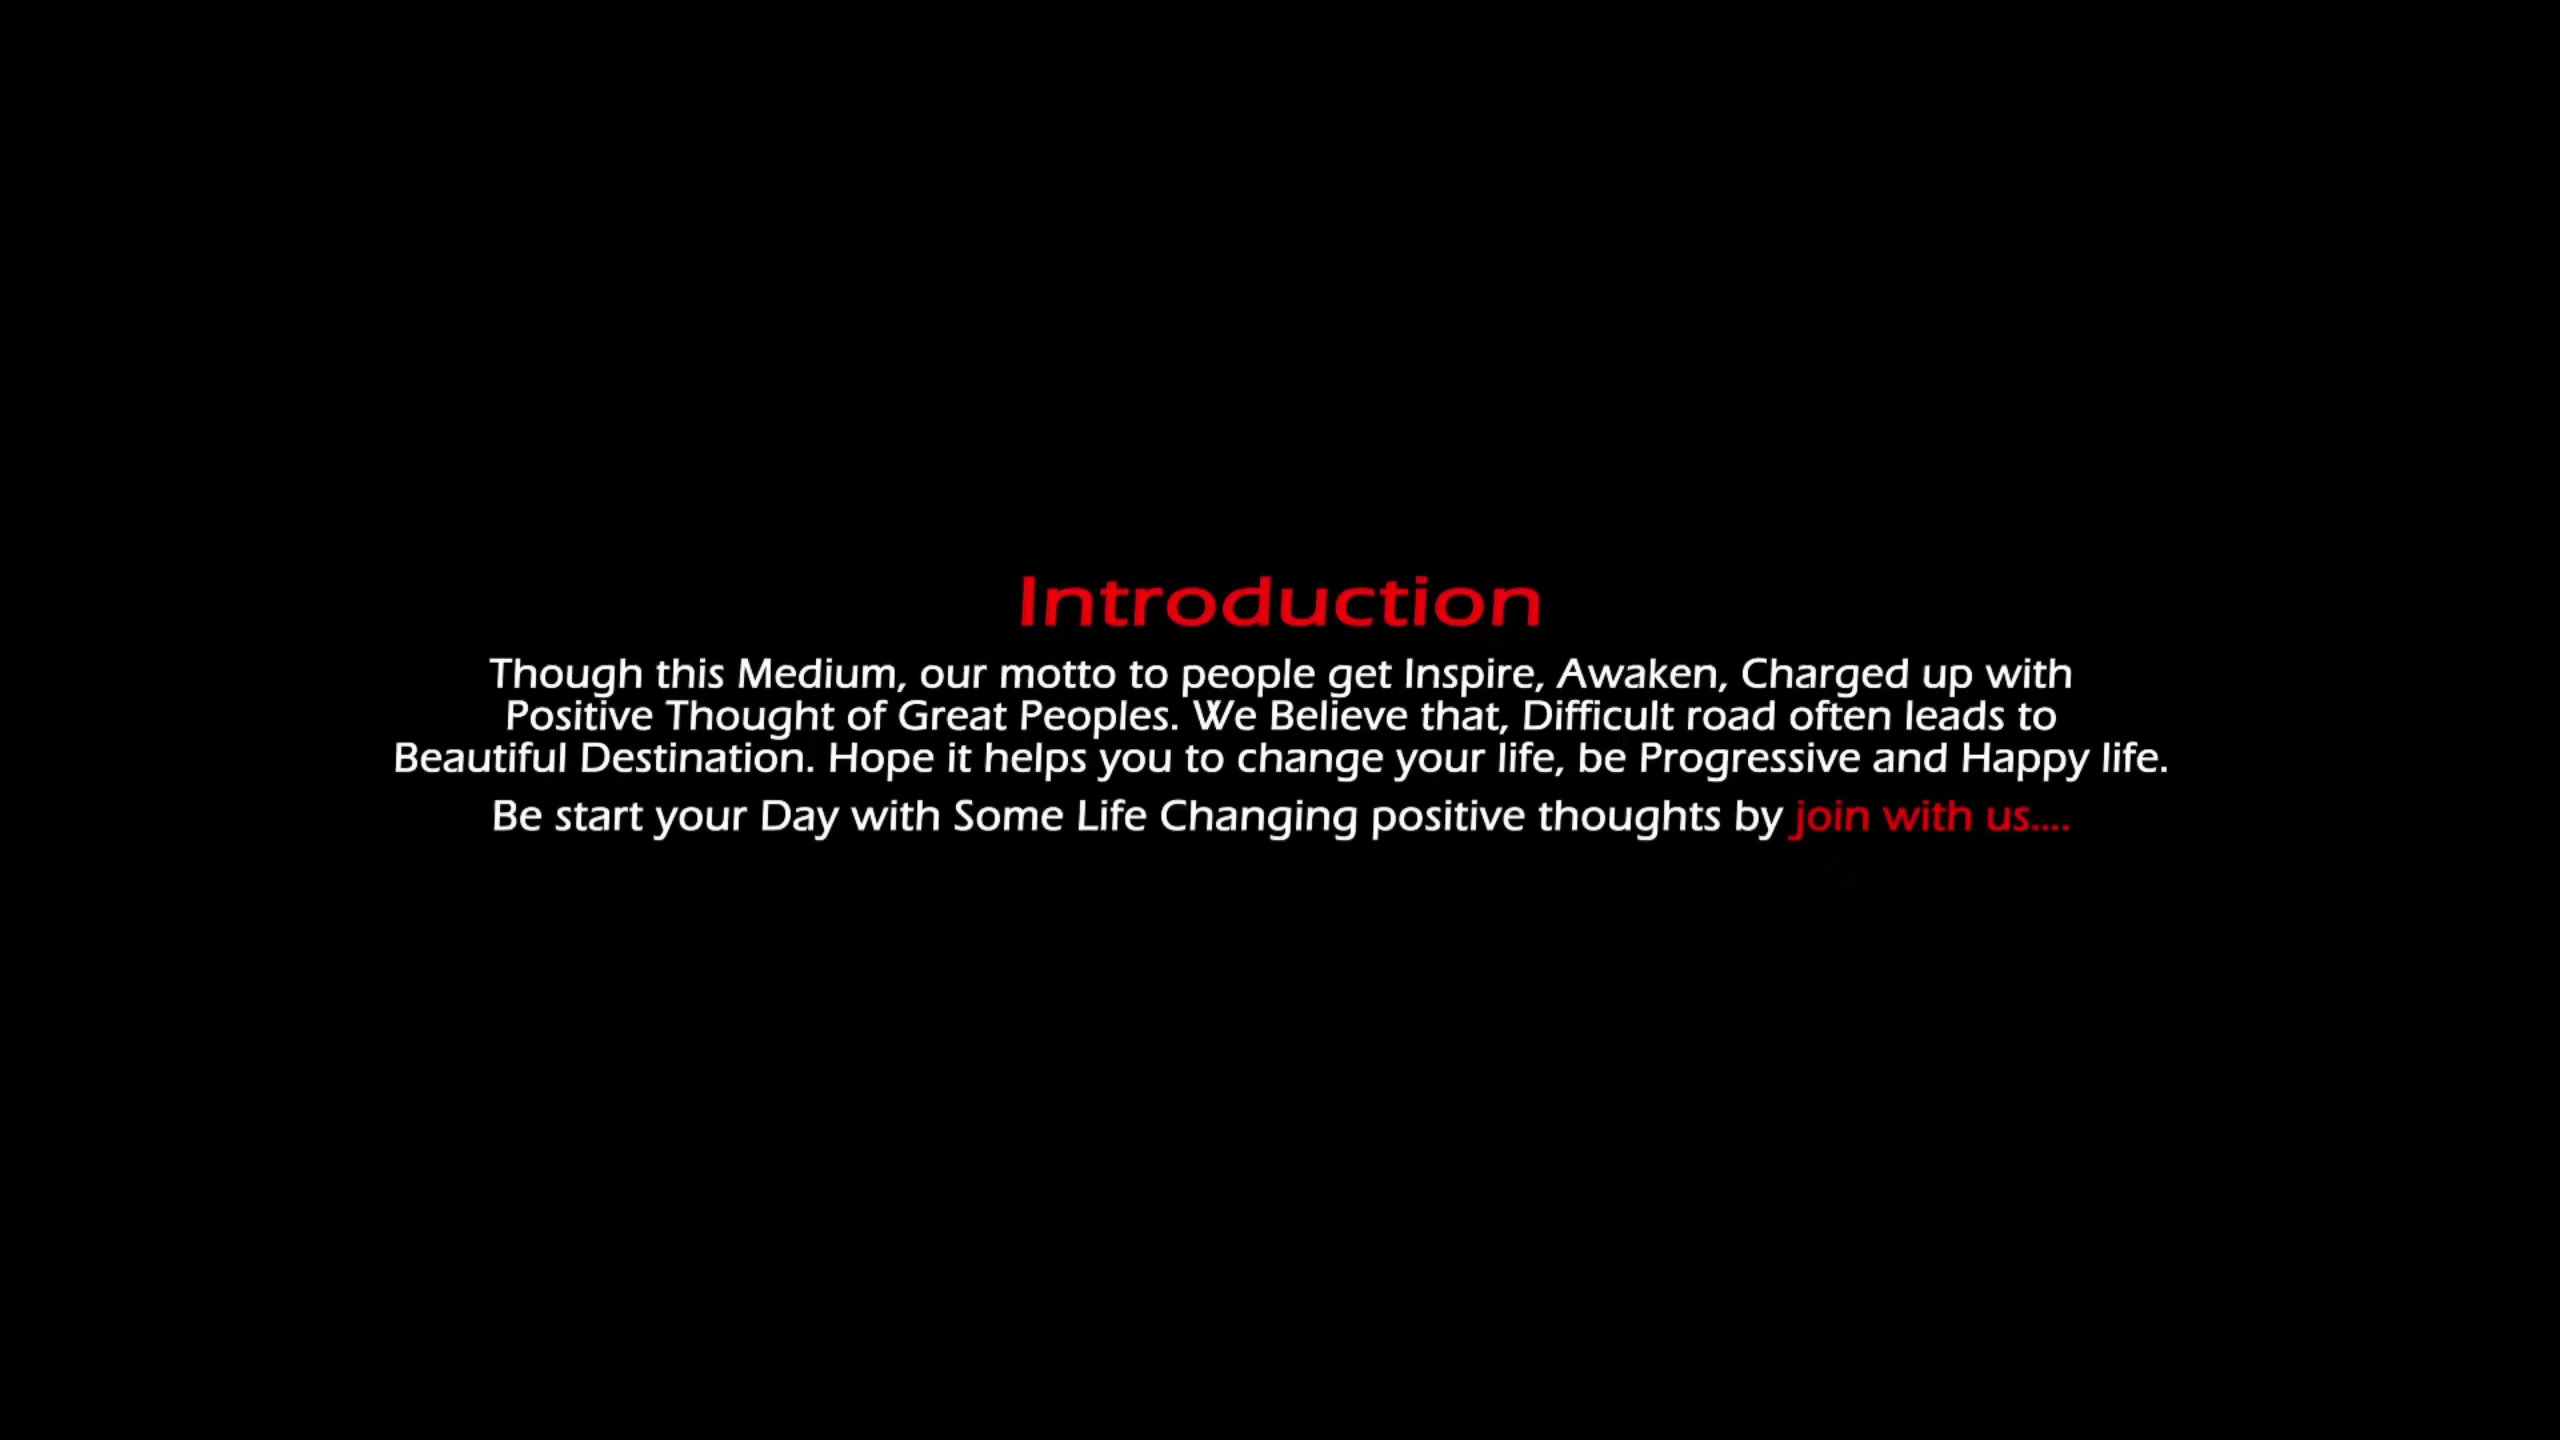 Introduction
Though this Medium, our motto to people get Inspire, Awaken, Charged up with
Positive Thought of Great Peoples. We Believe that, Difficult road often leads to
Beautiful Destination. Hope it helps you to change your life, be Progressive and Happy life.
Be start your Day with Some Life Changing positive thoughts by join with us....